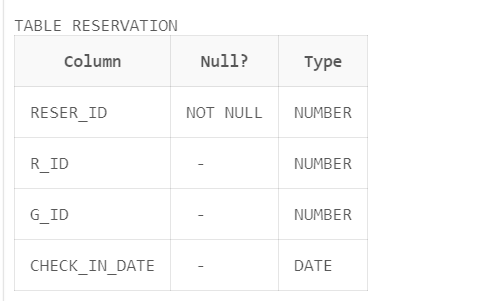 TABLE RESERVATION
Column Null? Type
RESER_ID NOT NULL NUMBER
R_ID - NUMBER
G_ID - NUMBER
CHECK_IN_DATE - DATE